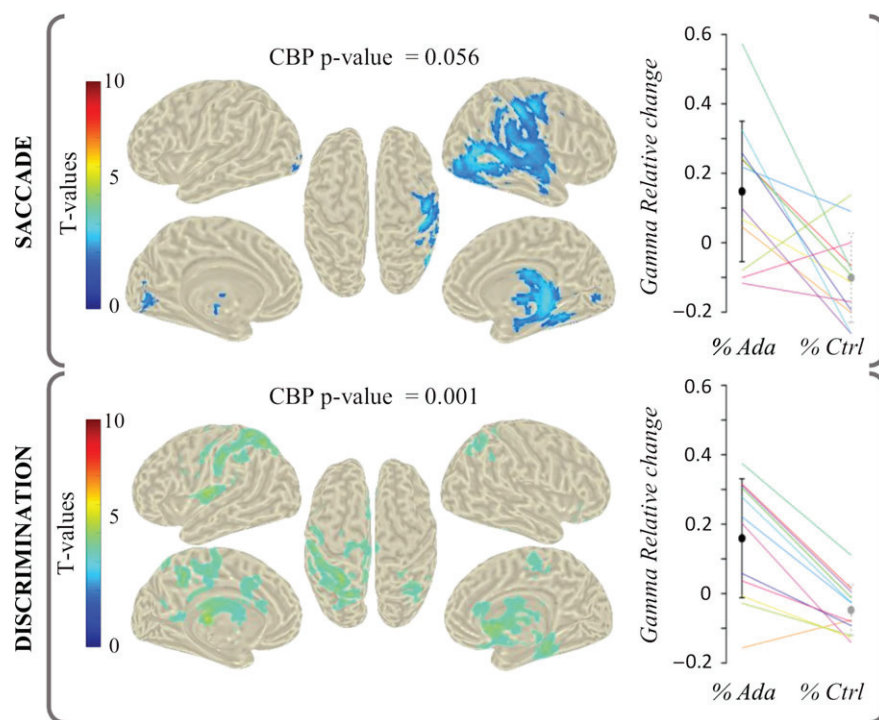 SACCADE
CBP p-value = 0.056
T-values
10
5
0
Gamma Relative change
0.6
0.4
0.2
0
−0.2
% Ada
% Ctrl
DISCRIMINATION
CBP p-value = 0.001
T-values
10
5
0
Gamma Relative change
0.6
0.4
0.2
0
−0.2
% Ada
% Ctrl